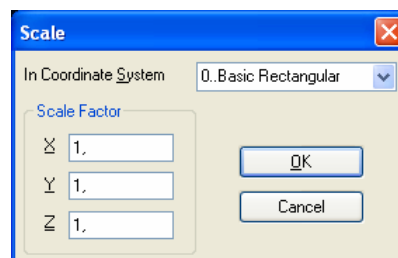 Scale
In Coordinate System 0..Basic Rectangular
Scale Factor
X 1,
Y 1,
Z 1,
OK
Cancel